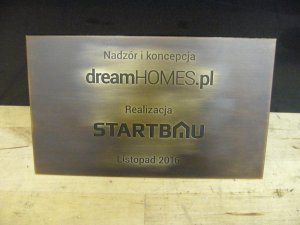 Nadzór i koncepcja
dreamHOMES.pl
Realizacja
STARTBAU
Listopad 2016